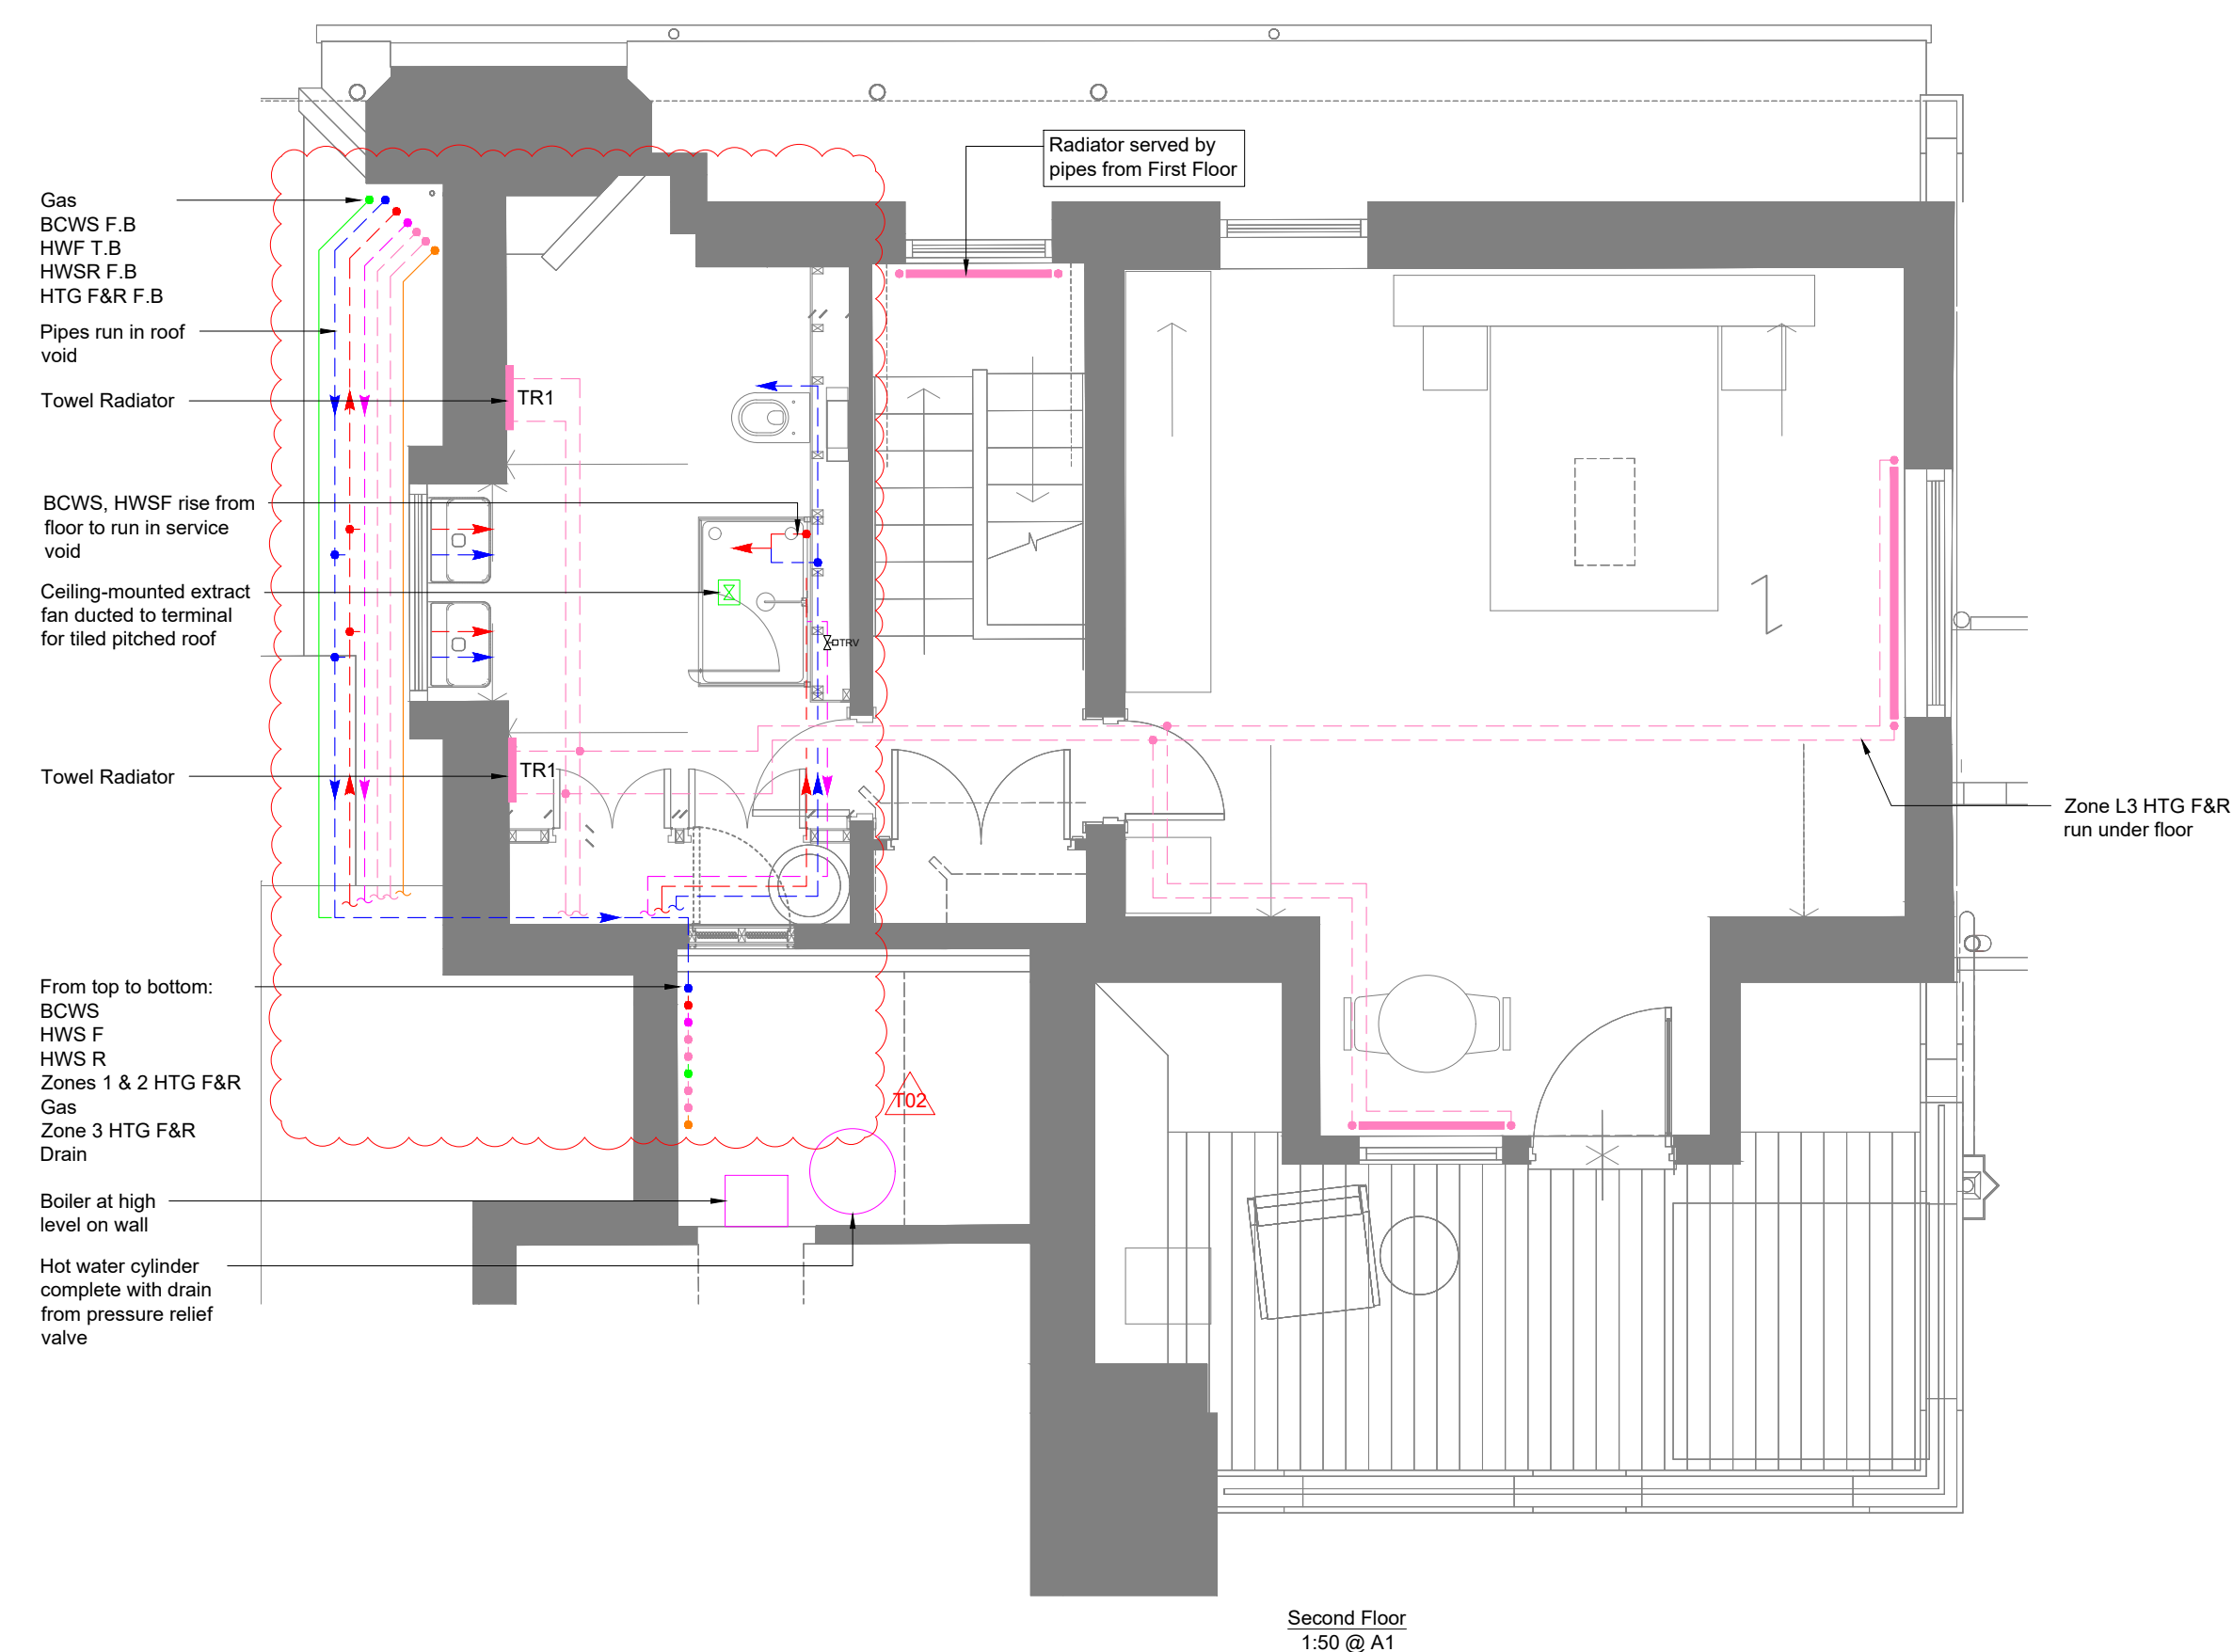 Radiator served by
pipes from First Floor
Gas
BCWS F.B
HWF T.B
HWSR F.B
HTG F&R F.B
Pipes run in roof
void
Towel Radiator
TR1
BCWS, HWSF rise from
floor to run in service
void
Ceiling-mounted extract
fan ducted to terminal
for tiled pitched roof
TRV
Towel Radiator
TR1
Zone L3 HTG F&R
run under floor
From top to bottom:
BCWS
HWS F
HWS R
Zones 1 & 2 HTG F&R
Gas
Zone 3 HTG F&R
Drain
T02
Boiler at high
level on wall
Hot water cylinder
complete with drain
from pressure relief
valve
Second Floor
1:50 @ A1